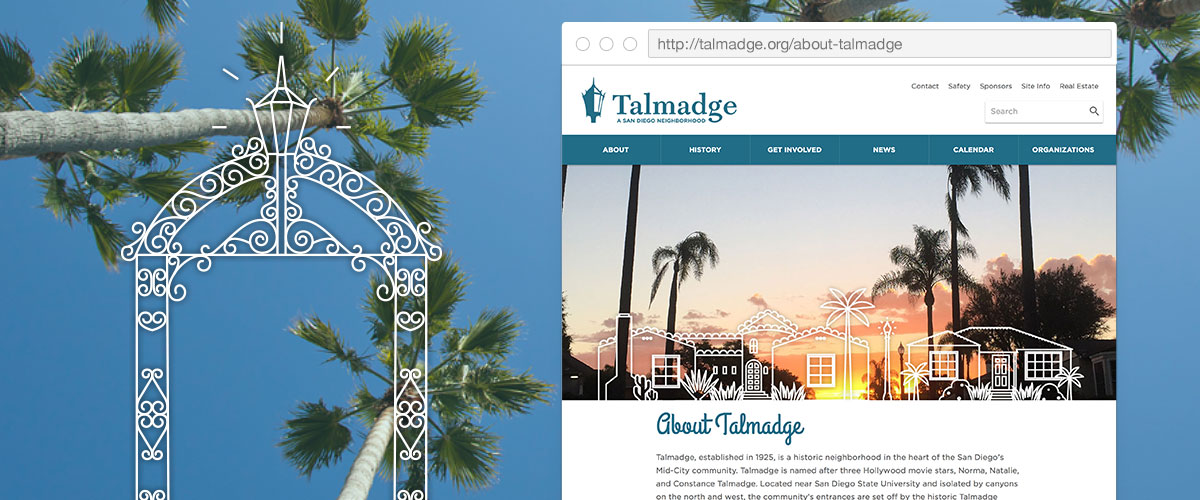 http://talmadge.org/about-talmadge
Contact Safety Sponsors Site Info Real Estate
Talmadge
A SAN DIEGO NEIGHBORHOOD
Search
ABOUT HISTORY GET INVOLVED NEWS CALENDAR ORGANIZATIONS
About Talmadge
Talmadge, established in 1925, is a historic neighborhood in the heart of the San Diego's
Mid-City community. Talmadge is named after three Hollywood movie stars, Norma, Natalie,
and Constance Talmadge. Located near San Diego State University and isolated by canyons
on the north and west, the community's entrances are set off by the historic Talmadge